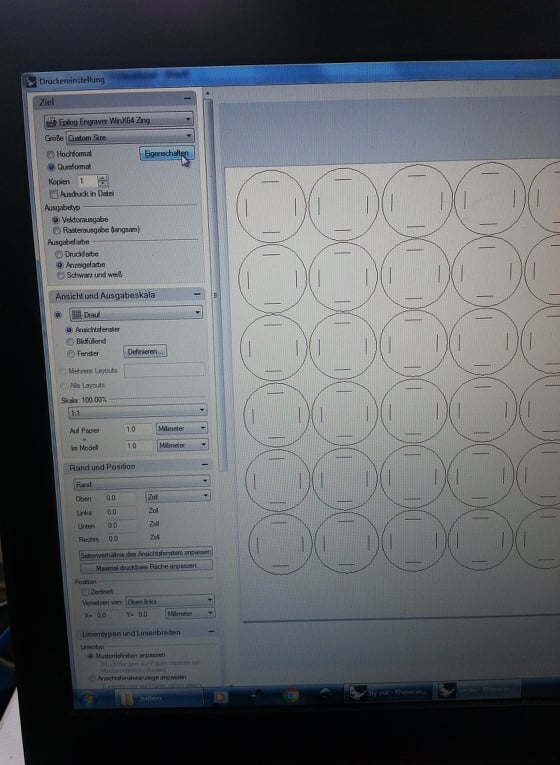 Druckereinstellung
Ziel
Epilog Engraver WinX64 Zing
Größe Custom Size
Hochformat
Eigenschaften
Querformat
Kopien 1
Ausdruck in Datei
Ausgabetyp
Vektorausgabe
Rasterausgabe (langsam)
Ausgabefarbe
Druckfarbe
Anzeigefarbe
Schwarz und weiß
Ansicht und Ausgabeskala
Drauf
Ansichtsfenster
Bildfüllend
Fenster Definieren...
Mehrere Layouts
Alle Layouts
Skala: 100.00%
1:1
Auf Papier 1.0 Millimeter
=
Im Modell 1.0 Millimeter
Rand und Position
Rand
Oben 0.0 Zoll
Links 0.0 Zoll
Unten 0.0 Zoll
Rechts 0.0 Zoll
Seitenverhältnis des Ansichtsfensters anpassen
Maximal druckbare Fläche anpassen
Position
Zentriert
Versetzen von: Oben links
X= 0.0 Y= 0.0 Millimeter
Linientypen und Linienbreiten
Linientyp
Musterdefinition anpassen
Ansichtsfensteranzeige anpassen